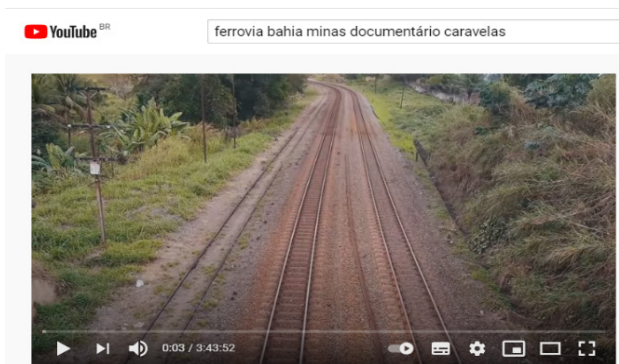 YouTube BR
ferrovia bahia minas documentário caravelas
0:03 / 3:43:52